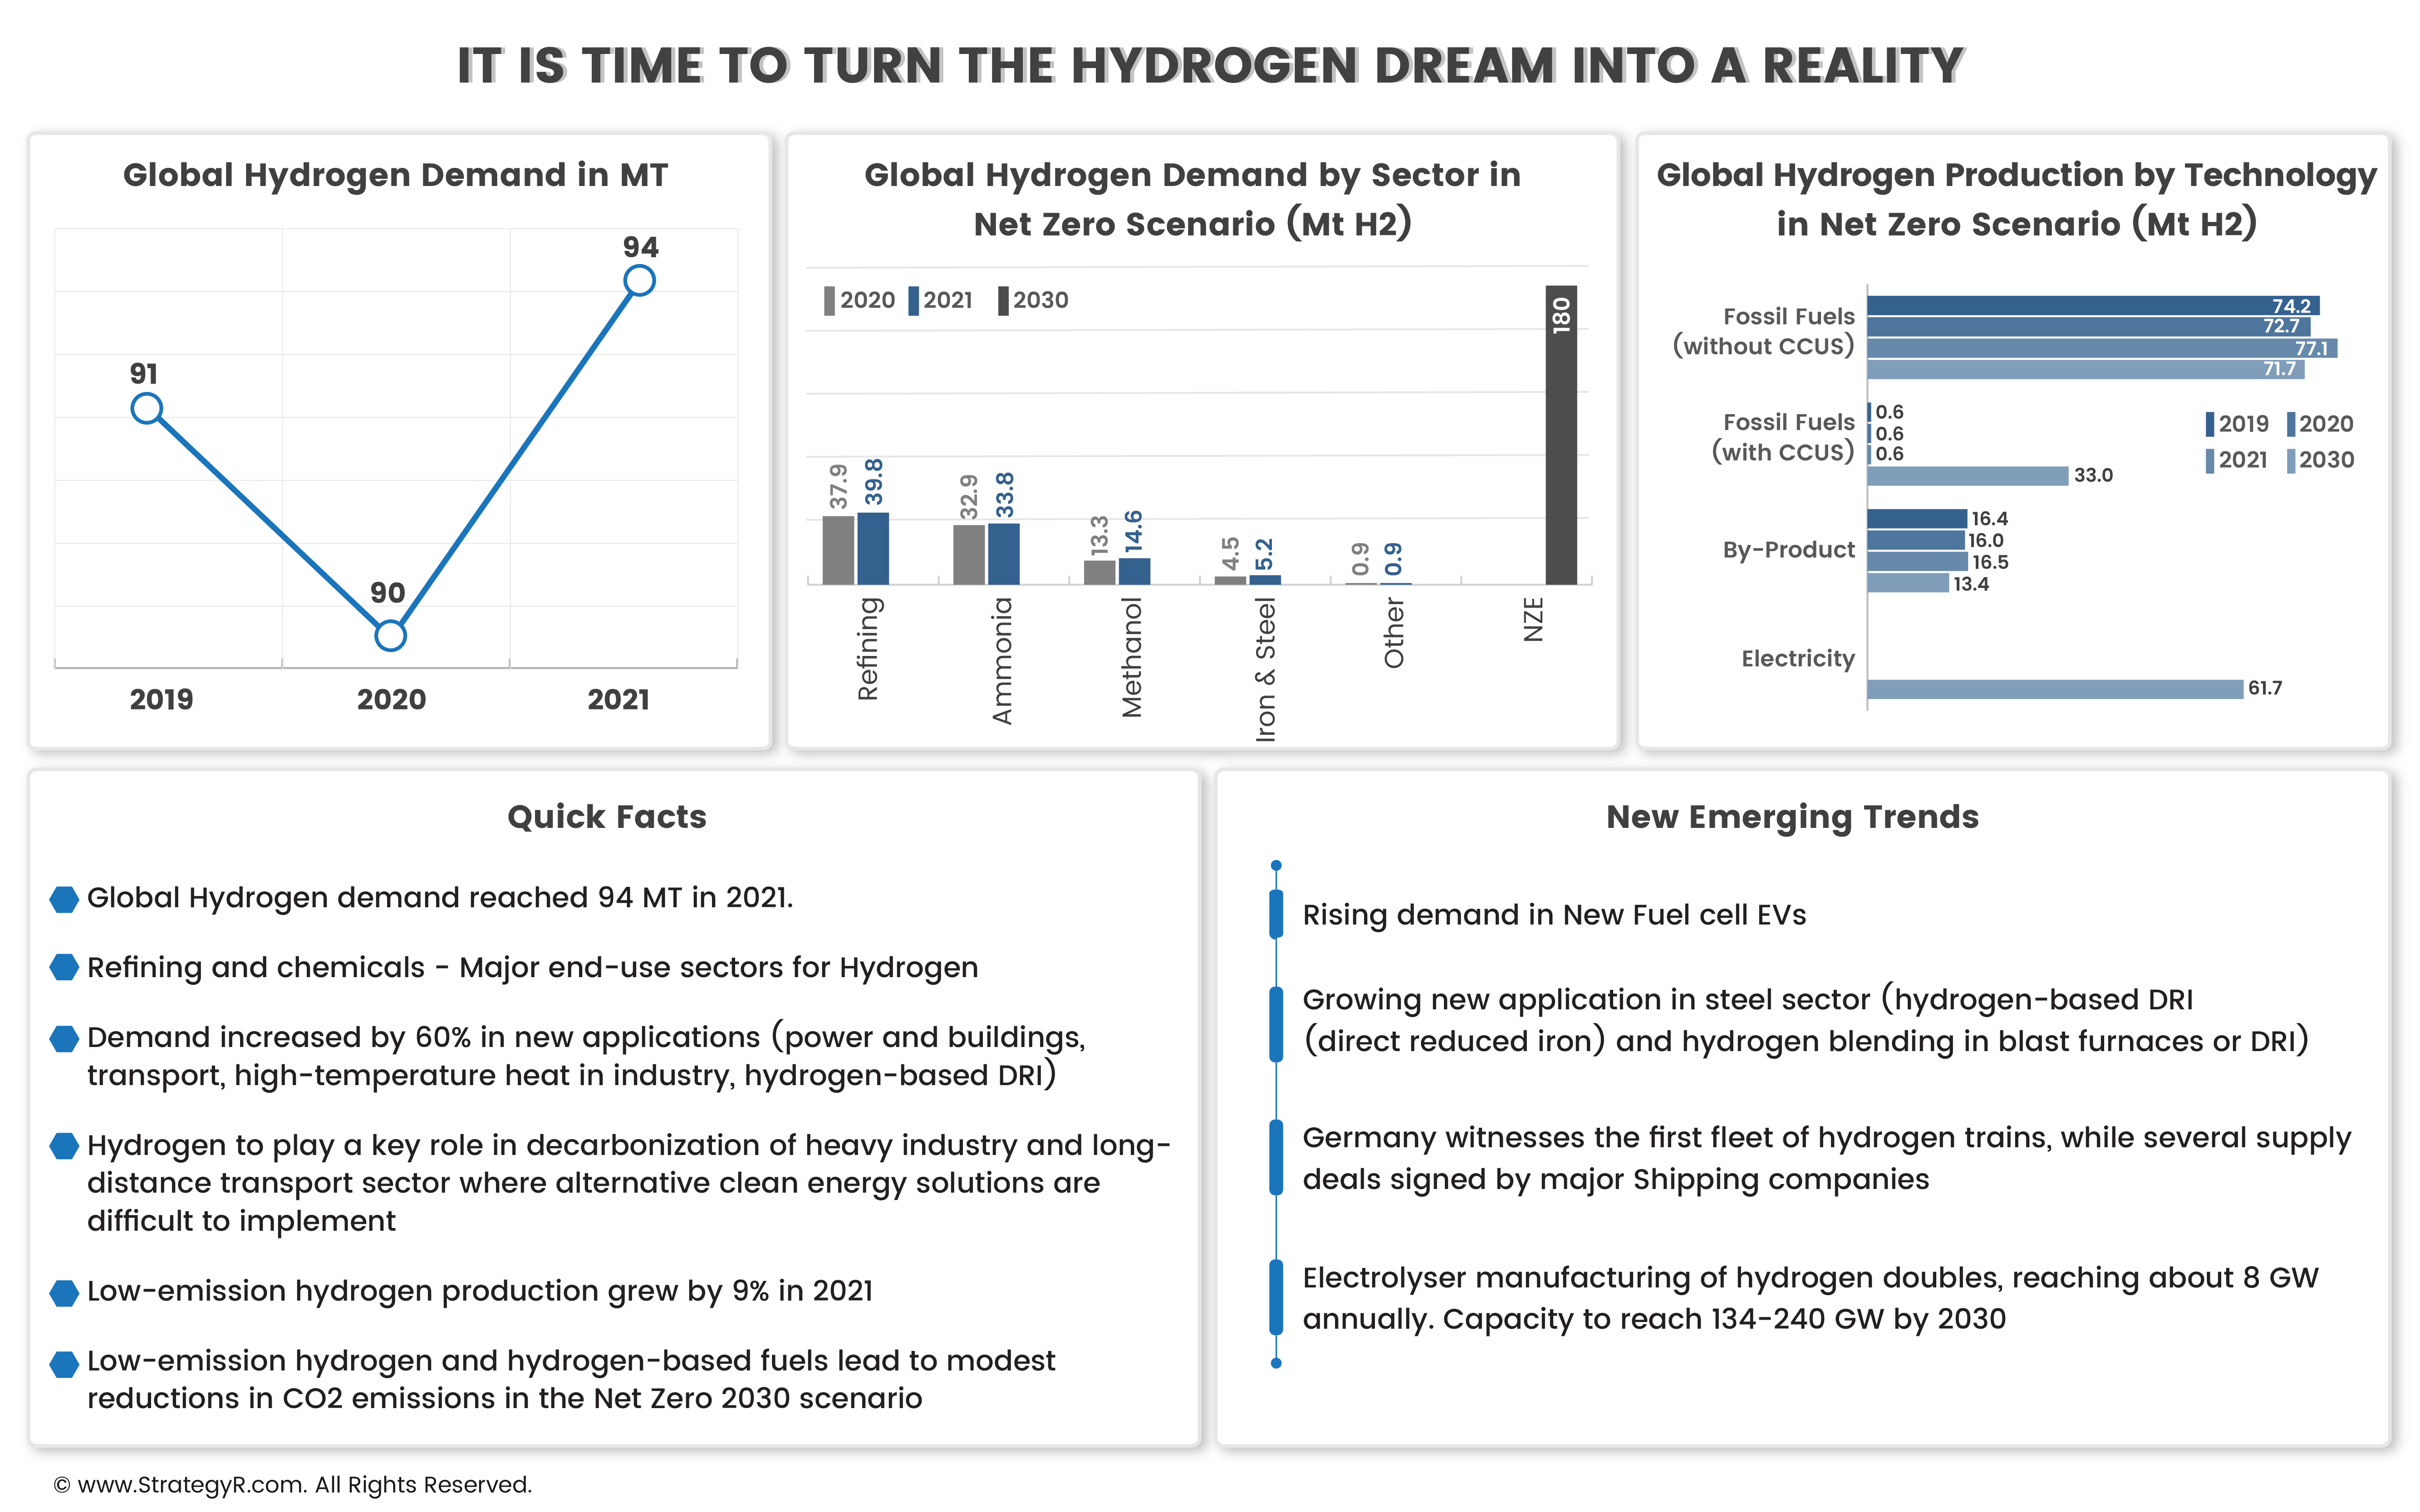 IT IS TIME TO TURN THE HYDROGEN DREAM INTO A REALITY
Global Hydrogen Demand in MT
91
90
94
2019
2020
2021
Global Hydrogen Demand by Sector in
Net Zero Scenario (Mt H2)
2020
2021
2030
37.9
39.8
32.9
33.8
13.3
14.6
4.5
5.2
0.9
0.9
180
Refining
Ammonia
Methanol
Iron & Steel
Other
NZE
Global Hydrogen Production by Technology
in Net Zero Scenario (Mt H2)
Fossil Fuels
(without CCUS)
74.2
72.7
77.1
71.7
Fossil Fuels
(with CCUS)
0.6
0.6
0.6
33.0
2019
2020
2021
2030
By-Product
16.4
16.0
16.5
13.4
Electricity
61.7
Quick Facts
Global Hydrogen demand reached 94 MT in 2021.
Refining and chemicals - Major end-use sectors for Hydrogen
Demand increased by 60% in new applications (power and buildings,
transport, high-temperature heat in industry, hydrogen-based DRI)
Hydrogen to play a key role in decarbonization of heavy industry and long-
distance transport sector where alternative clean energy solutions are
difficult to implement
Low-emission hydrogen production grew by 9% in 2021
Low-emission hydrogen and hydrogen-based fuels lead to modest
reductions in CO2 emissions in the Net Zero 2030 scenario
New Emerging Trends
Rising demand in New Fuel cell EVs
Growing new application in steel sector (hydrogen-based DRI
(direct reduced iron) and hydrogen blending in blast furnaces or DRI)
Germany witnesses the first fleet of hydrogen trains, while several supply
deals signed by major Shipping companies
Electrolyser manufacturing of hydrogen doubles, reaching about 8 GW
annually. Capacity to reach 134-240 GW by 2030
© www.StrategyR.com. All Rights Reserved.